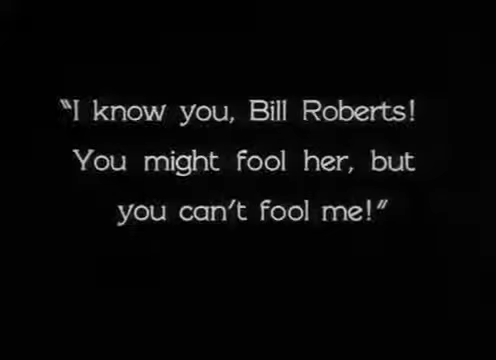 "I know you, Bill Roberts!
You might fool her, but
you can't fool me!"